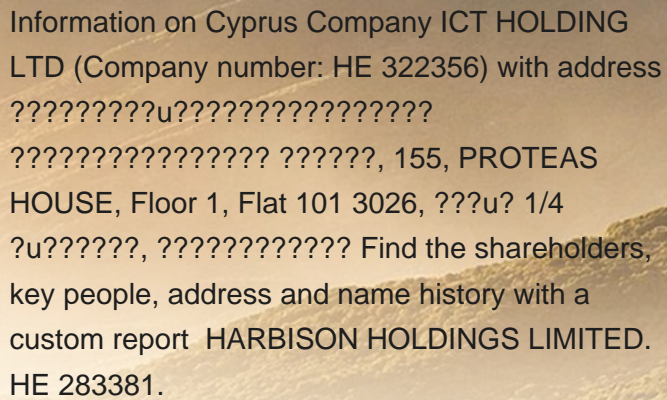 Information on Cyprus Company ICT HOLDING
LTD (Company number: HE 322356) with address
?????????u????????????????
???????????????? ??????, 155, PROTEAS
HOUSE, Floor 1, Flat 101 3026, ???u? 1/4
?u??????, ???????????? Find the shareholders,
key people, address and name history with a
custom report  HARBISON HOLDINGS LIMITED.
HE 283381.